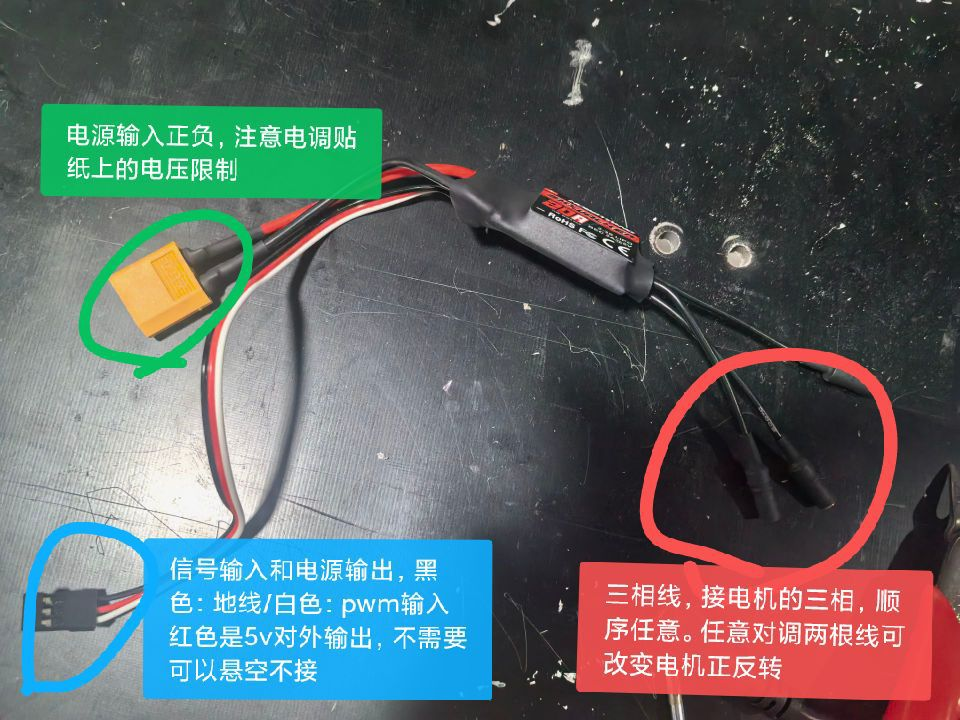 电源输入正负，注意电调贴
纸上的电压限制
80A
RoHS FC CE
信号输入和电源输出，黑
色：地线/白色：pwm输入
红色是5v对外输出，不需要
可以悬空不接
三相线，接电机的三相，顺
序任意。任意对调两根线可
改变电机正反转